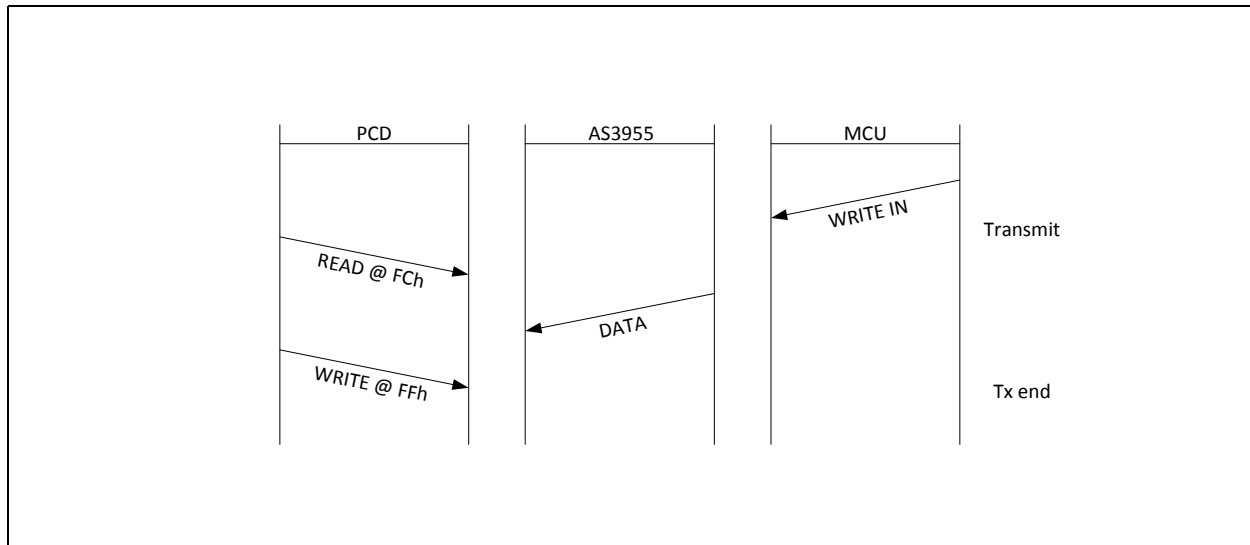 PCD
AS3955
MCU
WRITE IN
Transmit
READ @ FCh
DATA
WRITE @ FFh
Tx end